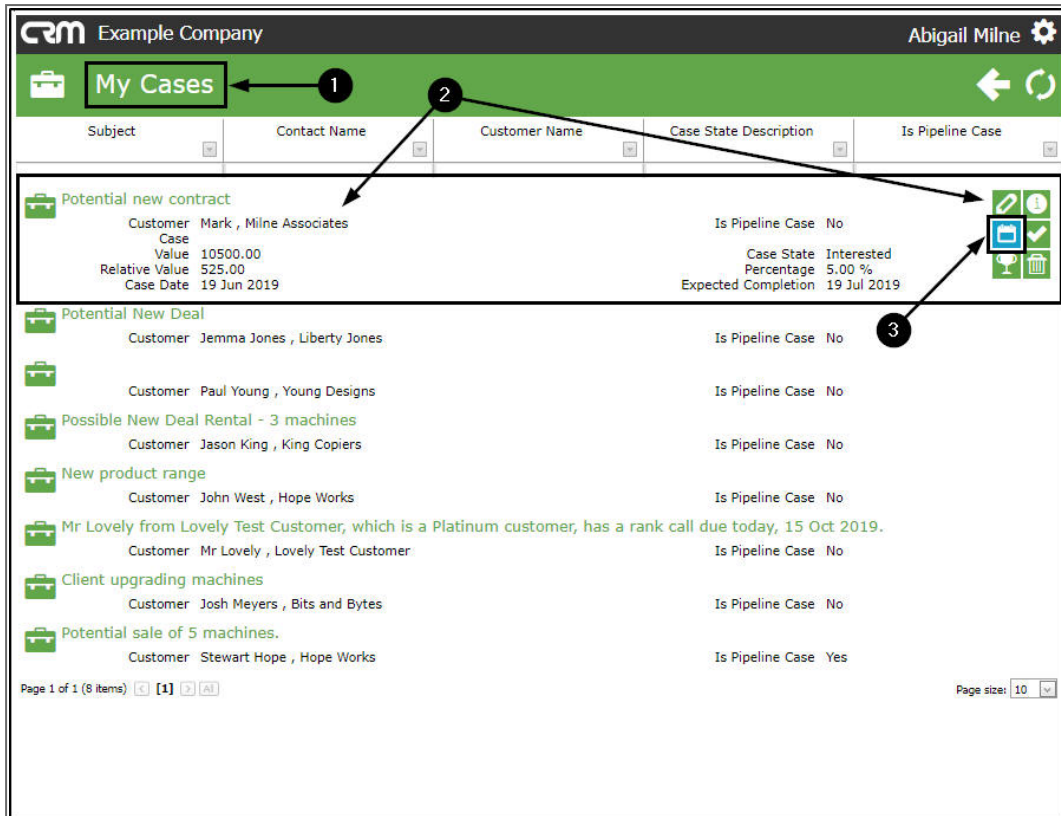 CRM Example Company Abigail Milne
My Cases 1
2
Subject Contact Name Customer Name Case State Description Is Pipeline Case
Potential new contract
Customer Mark , Milne Associates Is Pipeline Case No
Case
Value 10500.00 Case State Interested
Relative Value 525.00 Percentage 5.00 %
Case Date 19 Jun 2019 Expected Completion 19 Jul 2019
3
Potential New Deal
Customer Jemma Jones , Liberty Jones Is Pipeline Case No
Customer Paul Young , Young Designs Is Pipeline Case No
Possible New Deal Rental - 3 machines
Customer Jason King , King Copiers Is Pipeline Case No
New product range
Customer John West , Hope Works Is Pipeline Case No
Mr Lovely from Lovely Test Customer, which is a Platinum customer, has a rank call due today, 15 Oct 2019.
Customer Mr Lovely , Lovely Test Customer Is Pipeline Case No
Client upgrading machines
Customer Josh Meyers , Bits and Bytes Is Pipeline Case No
Potential sale of 5 machines.
Customer Stewart Hope , Hope Works Is Pipeline Case Yes
Page 1 of 1 (8 items) < [1] > All Page size: 10